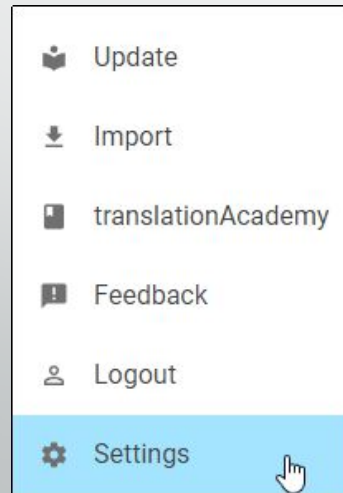 Update
Import
translationAcademy
Feedback
Logout
Settings